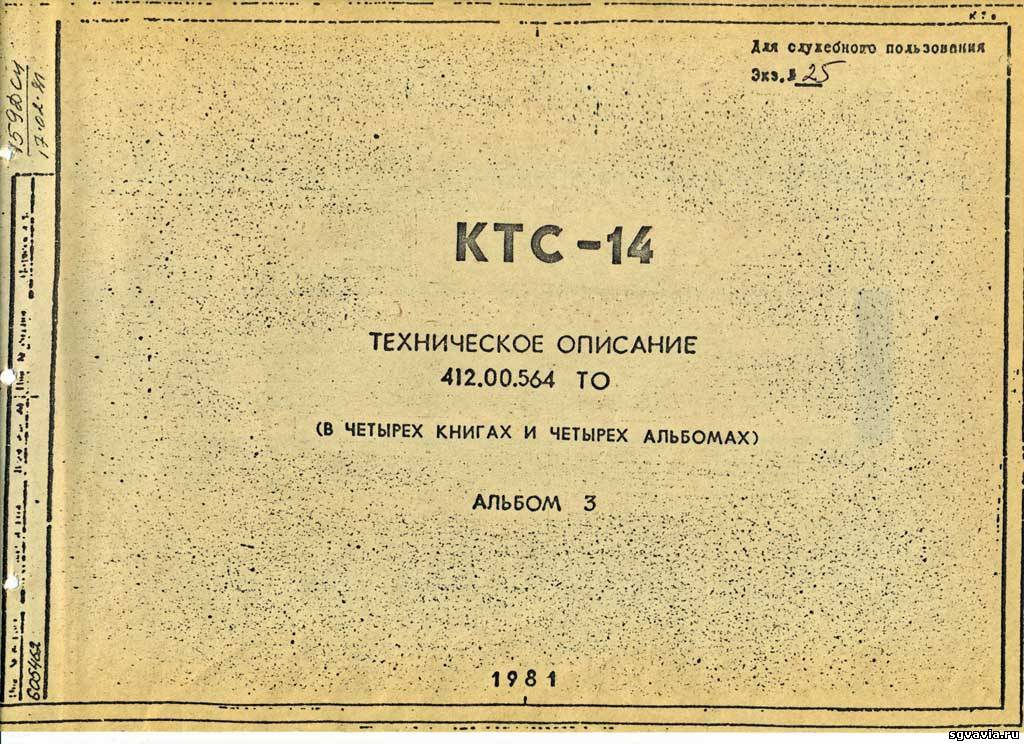 Для служебного пользования
Экз.№ 25
КТС-14
ТЕХНИЧЕСКОЕ ОПИСАНИЕ
412.00.564 ТО
(В ЧЕТЫРЕХ КНИГАХ И ЧЕТЫРЕХ АЛЬБОМАХ)
АЛЬБОМ 3
1981
605462
sgvavia.ru